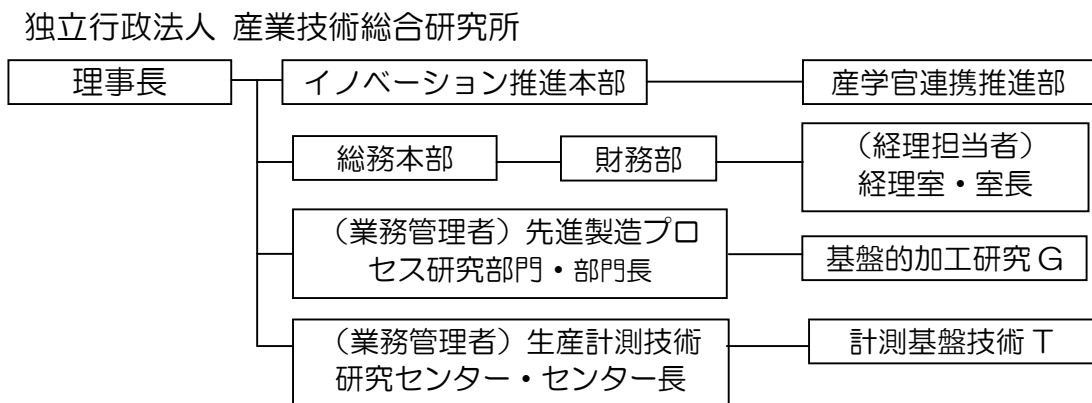 独立行政法人 産業技術総合研究所
理事長
イノベーション推進本部
産学官連携推進部
総務本部
財務部
（経理担当者）
経理室・室長
（業務管理者）先進製造プロ
セス研究部門・部門長
基盤的加工研究G
（業務管理者）生産計測技術
研究センター・センター長
計測基盤技術T